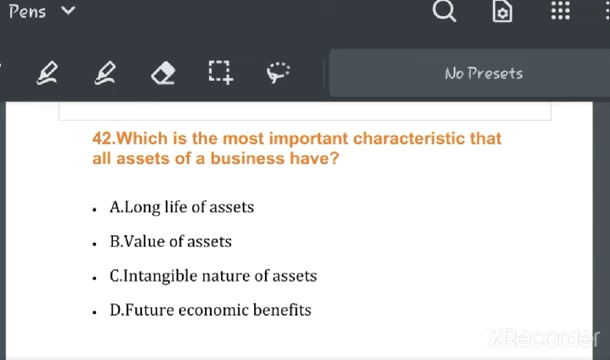 Pens
No Presets
42.Which is the most important characteristic that
all assets of a business have?
• A.Long life of assets
• B.Value of assets
• C.Intangible nature of assets
• D.Future economic benefits
XRecorder